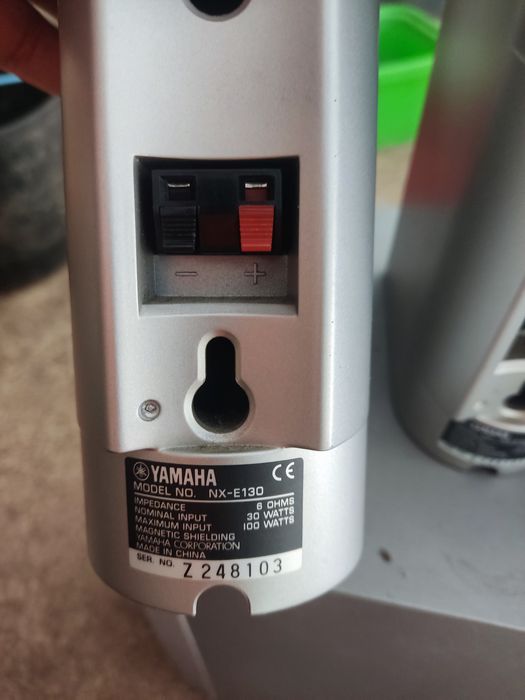 − +
YAMAHA CE
MODEL NO. NX-E130
IMPEDANCE 6 OHMS
NOMINAL INPUT 30 WATTS
MAXIMUM INPUT 100 WATTS
MAGNETIC SHIELDING
YAMAHA CORPORATION
MADE IN CHINA
SER. NO. Z 248103